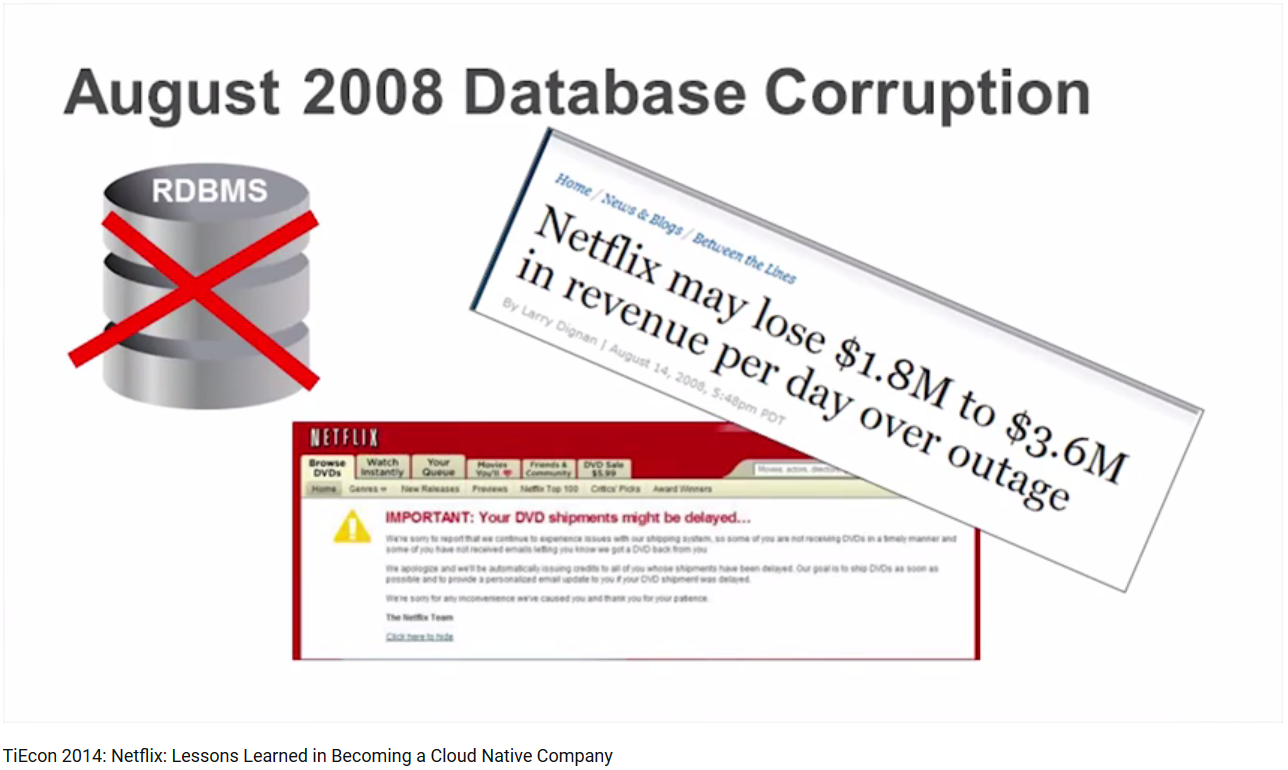 August 2008 Database Corruption
RDBMS
Home / News & Blogs / Between the Lines
Netflix may lose $1.8M to $3.6M
in revenue per day over outage
By Larry Dignan | August 14, 2008, 5:48pm PDT
NETFLIX
Browse DVDs
Watch Instantly
Your Queue
Movies You'll ♥
Friends & Community
DVD Sale $5.99
Movies, actors, directors
Home Genres New Releases Previews Netflix Top 100 Critics' Picks Award Winners
IMPORTANT: Your DVD shipments might be delayed...
We're sorry to report that we continue to experience issues with our shipping system, so some of you are not receiving DVDs in a timely manner and
some of you have not received emails letting you know we got a DVD back from you
We apologize and we'll be automatically issuing credits to all of you whose shipments have been delayed. Our goal is to ship DVDs as soon as
possible and to provide a personalized email update to you if your DVD shipment was delayed.
We're sorry for any inconvenience we've caused you and thank you for your patience.
The Netflix Team
Click here to hide
TiEcon 2014: Netflix: Lessons Learned in Becoming a Cloud Native Company